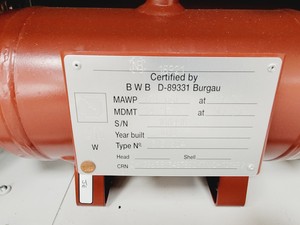 Certified by
B W B D-89331 Burgau
MAWP at
MDMT at
S/N
Year built
W Type Nº
Head Shell
CRN